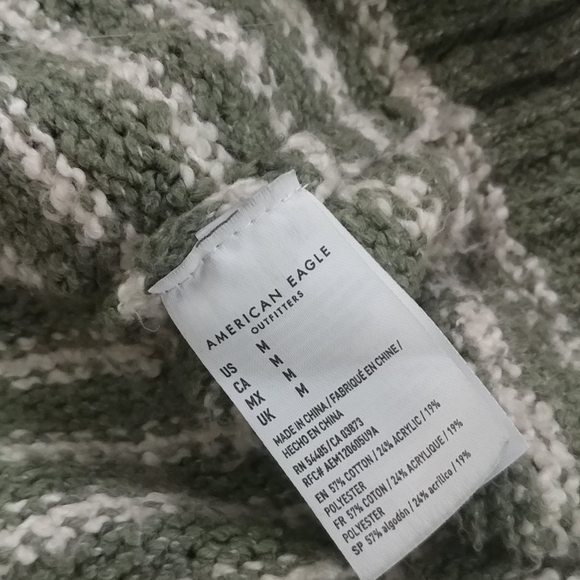 AMERICAN EAGLE
OUTFITTERS
US M
CA M
MX M
UK M
MADE IN CHINA / FABRIQUÉ EN CHINE /
HECHO EN CHINA
RN 54485 / CA 03873
RFC# AEM120605U9A
EN 57% COTTON / 24% ACRYLIC / 19%
POLYESTER
FR 57% COTON / 24% ACRYLIQUE / 19%
POLYESTER
SP 57% algodón / 24% acrílico / 19%